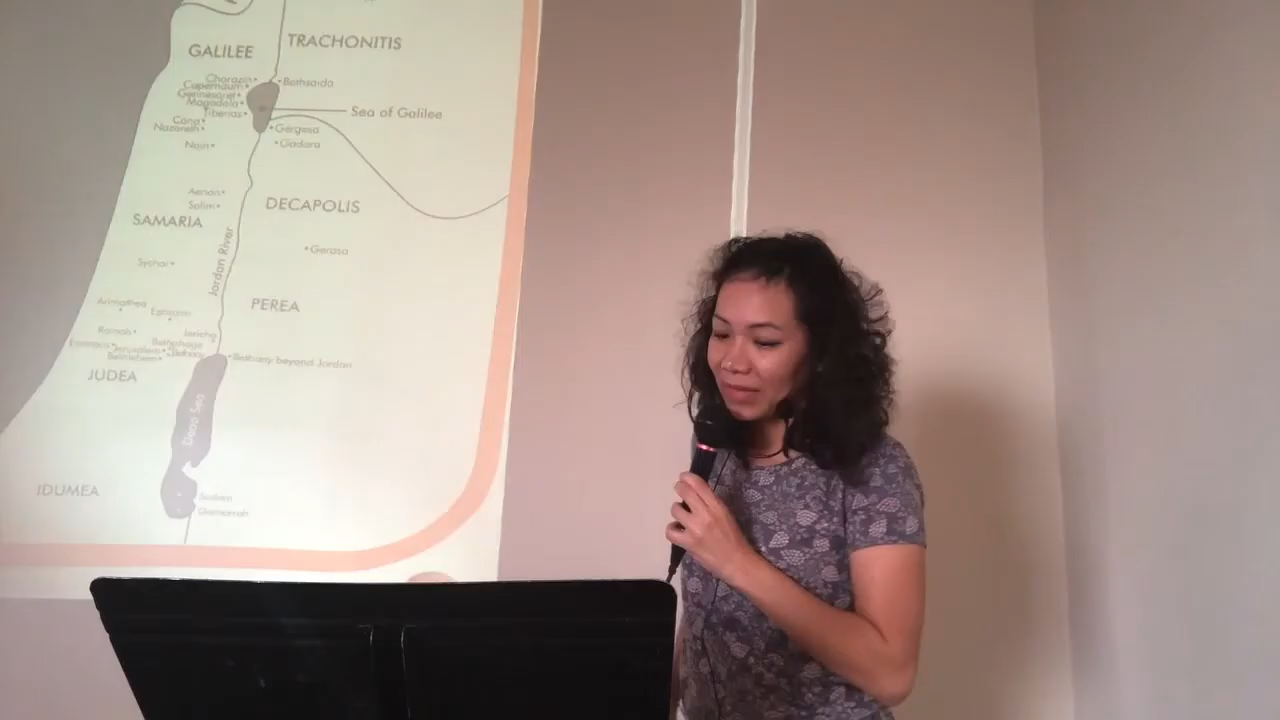 GALILEE
TRACHONITIS
Chorazin
Bethsaida
Capernaum
Gennesaret
Magadala
Tiberias
Sea of Galilee
Cana
Nazareth
Gergesa
Nain
Gadara
Aenon
Salim
DECAPOLIS
SAMARIA
Jordan River
Gerasa
Sychar
PEREA
Arimathea
Ephraim
Ramah
Jericho
Emmaus
Bethphage
Jerusalem
Bethany
Bethlehem
Bethany beyond Jordan
JUDEA
Dead Sea
IDUMEA
Sodom
Gomorrah